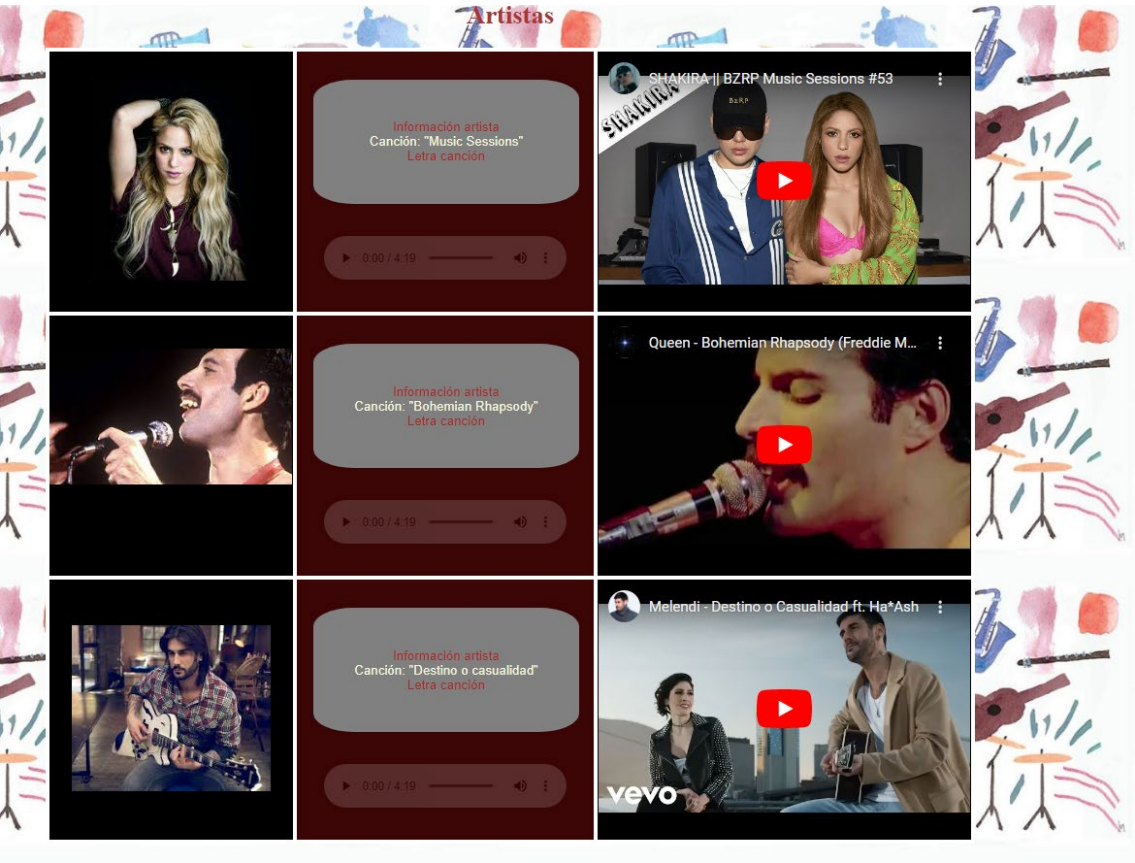 Artistas
Información artista
Canción: "Music Sessions"
Letra canción
0:00 / 4:19
SHAKIRA || BZRP Music Sessions #53
SHAKIRA
BzRP
Información artista
Canción: "Bohemian Rhapsody"
Letra canción
0:00 / 4:19
Queen - Bohemian Rhapsody (Freddie M...
Información artista
Canción: "Destino o casualidad"
Letra canción
0:00 / 4:19
Melendi - Destino o Casualidad ft. Ha*Ash
vevo